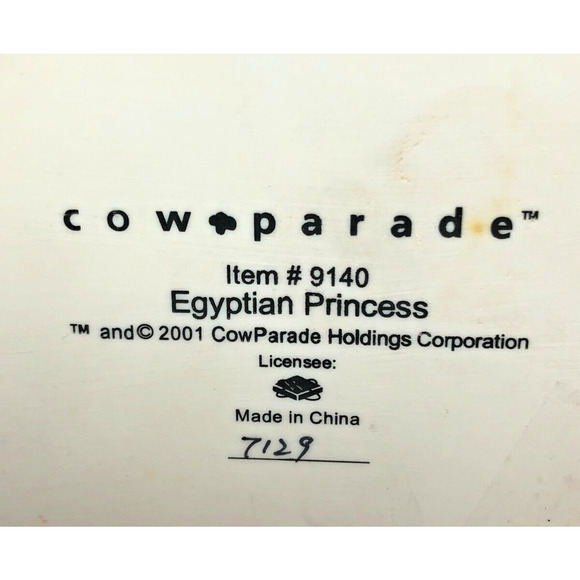 cow parade™
Item # 9140
Egyptian Princess
™ and © 2001 CowParade Holdings Corporation
Licensee:
Made in China
7129